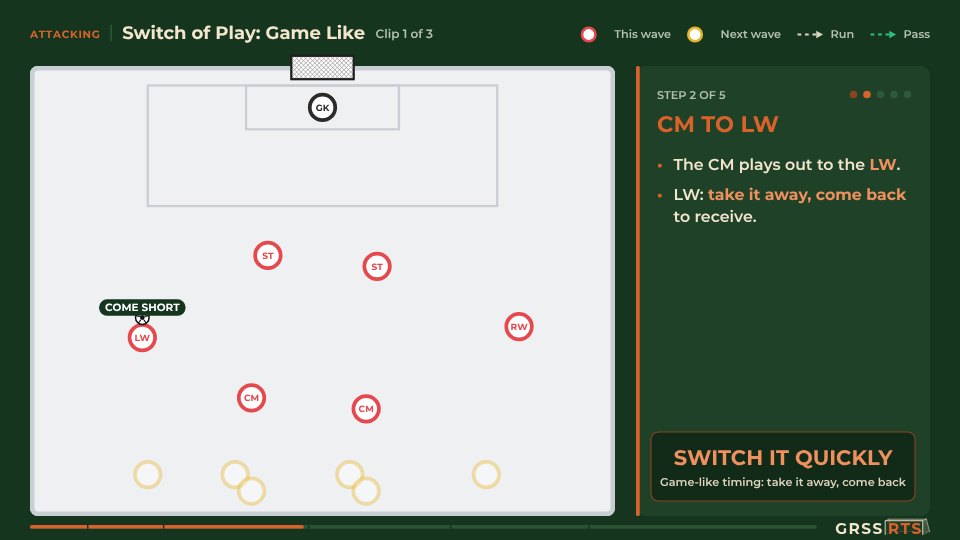 ATTACKING
Switch of Play: Game Like
Clip 1 of 3
This wave
Next wave
Run
Pass
GK
ST
ST
COME SHORT
LW
RW
CM
CM
STEP 2 OF 5
CM TO LW
• The CM plays out to the LW.
• LW: take it away, come back
to receive.
SWITCH IT QUICKLY
Game-like timing: take it away, come back
GRSSRTS